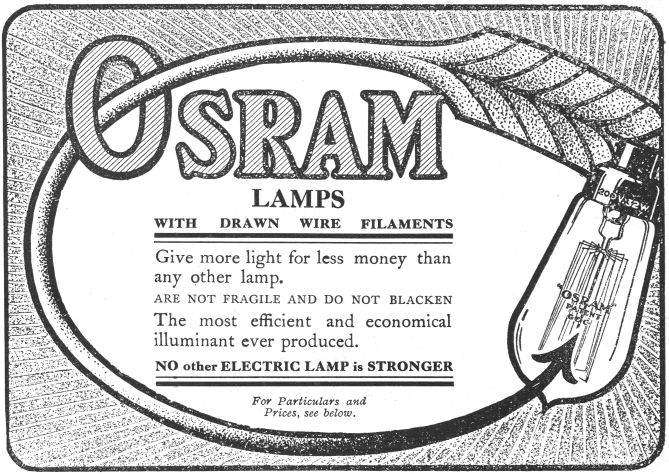 OSRAM
LAMPS
WITH DRAWN WIRE FILAMENTS
Give more light for less money than
any other lamp.
ARE NOT FRAGILE AND DO NOT BLACKEN
The most efficient and economical
illuminant ever produced.
NO other ELECTRIC LAMP is STRONGER
For Particulars and
Prices, see below.
OSRAM